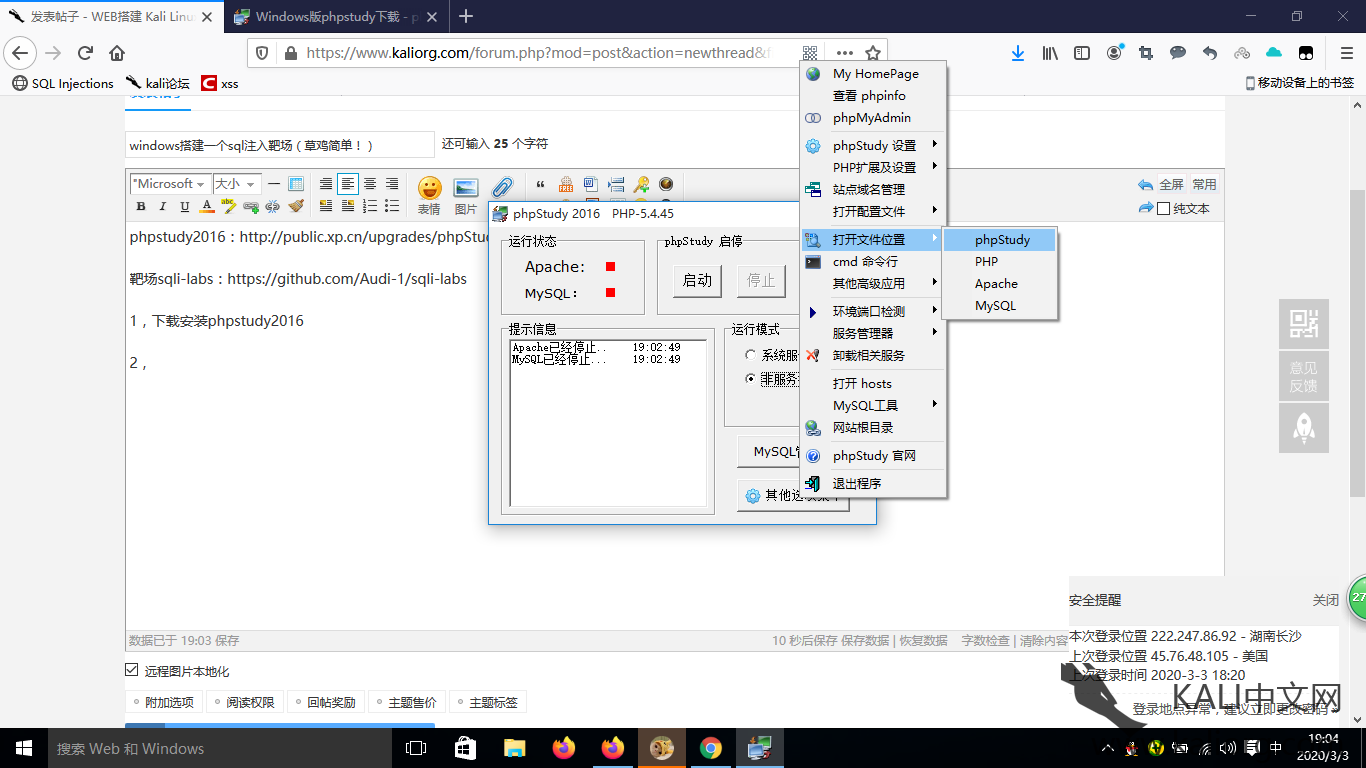 发表帖子 - WEB搭建 Kali Linu
Windows版phpstudy下载 - p
https://www.kaliorg.com/forum.php?mod=post&action=newthread&f
SQL Injections
kali论坛
xss
移动设备上的书签
windows搭建一个sql注入靶场（草鸡简单！）
还可输入 25 个字符
"Microsoft
大小
B I U A
表情
图片
全屏
常用
纯文本
phpstudy2016：http://public.xp.cn/upgrades/phpStu
靶场sqli-labs：https://github.com/Audi-1/sqli-labs
1，下载安装phpstudy2016
2，
phpStudy 2016 PHP-5.4.45
运行状态
Apache:
MySQL:
phpStudy 启停
启动
停止
提示信息
Apache已经停止.. 19:02:49
MySQL已经停止... 19:02:49
运行模式
系统服
非服务
MySQL管
其他选项菜单
My HomePage
查看 phpinfo
phpMyAdmin
phpStudy 设置
PHP扩展及设置
站点域名管理
打开配置文件
打开文件位置
cmd 命令行
其他高级应用
环境端口检测
服务管理器
卸载相关服务
打开 hosts
MySQL工具
网站根目录
phpStudy 官网
退出程序
phpStudy
PHP
Apache
MySQL
意见
反馈
数据已于 19:03 保存
10 秒后保存 保存数据 | 恢复数据 字数检查 | 清除内容
远程图片本地化
附加选项
阅读权限
回帖奖励
主题售价
主题标签
安全提醒
关闭
本次登录位置 222.247.86.92 - 湖南长沙
上次登录位置 45.76.48.105 - 美国
上次登录时间 2020-3-3 18:20
登录地点异常，建议立即更改密码 »
KALI中文网
27
搜索 Web 和 Windows
中
19:04
2020/3/3